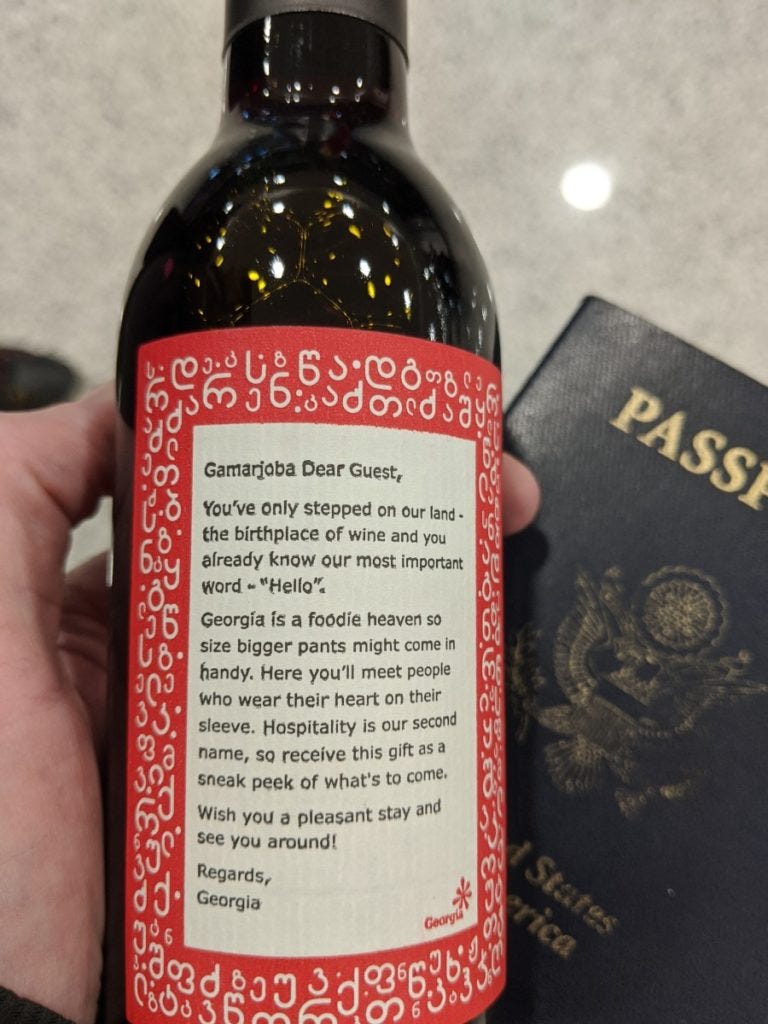 Gamarjoba Dear Guest,
You've only stepped on our land -
the birthplace of wine and you
already know our most important
word - "Hello".
Georgia is a foodie heaven so
size bigger pants might come in
handy. Here you'll meet people
who wear their heart on their
sleeve. Hospitality is our second
name, so receive this gift as a
sneak peek of what's to come.
Wish you a pleasant stay and
see you around!
Regards,
Georgia
Georgia
PASSP
d States
erica